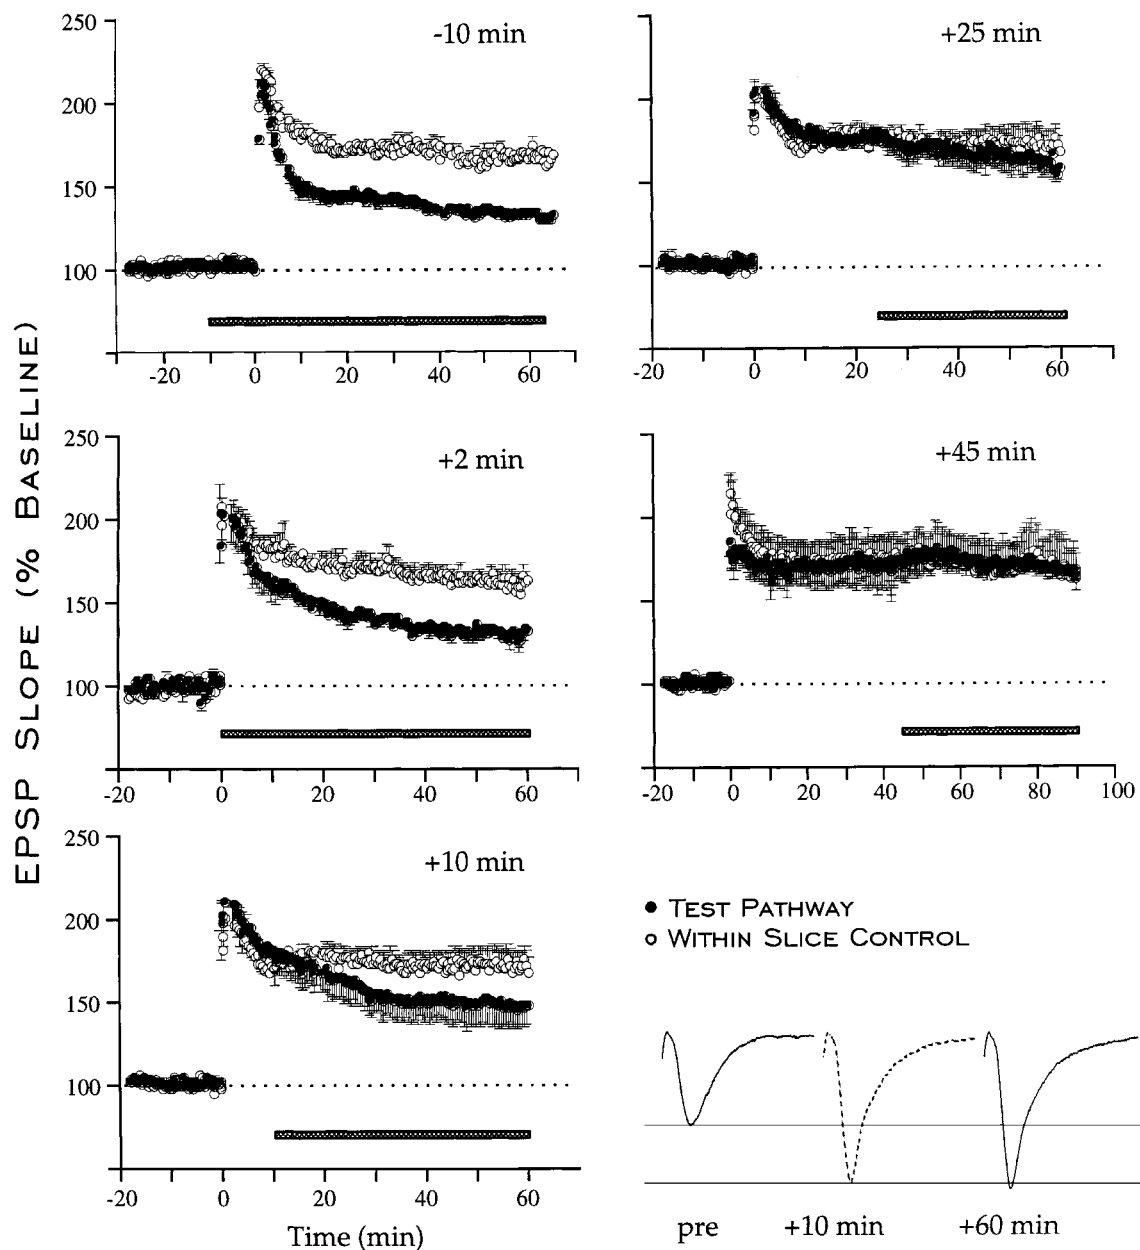 EPSP SLOPE (% BASELINE)
-10 min
250
200
150
100
-20 0 20 40 60
+25 min
-20 0 20 40 60
+2 min
250
200
150
100
-20 0 20 40 60
+45 min
-20 0 20 40 60 80 100
+10 min
250
200
150
100
-20 0 20 40 60
Time (min)
● TEST PATHWAY
○ WITHIN SLICE CONTROL
pre +10 min +60 min